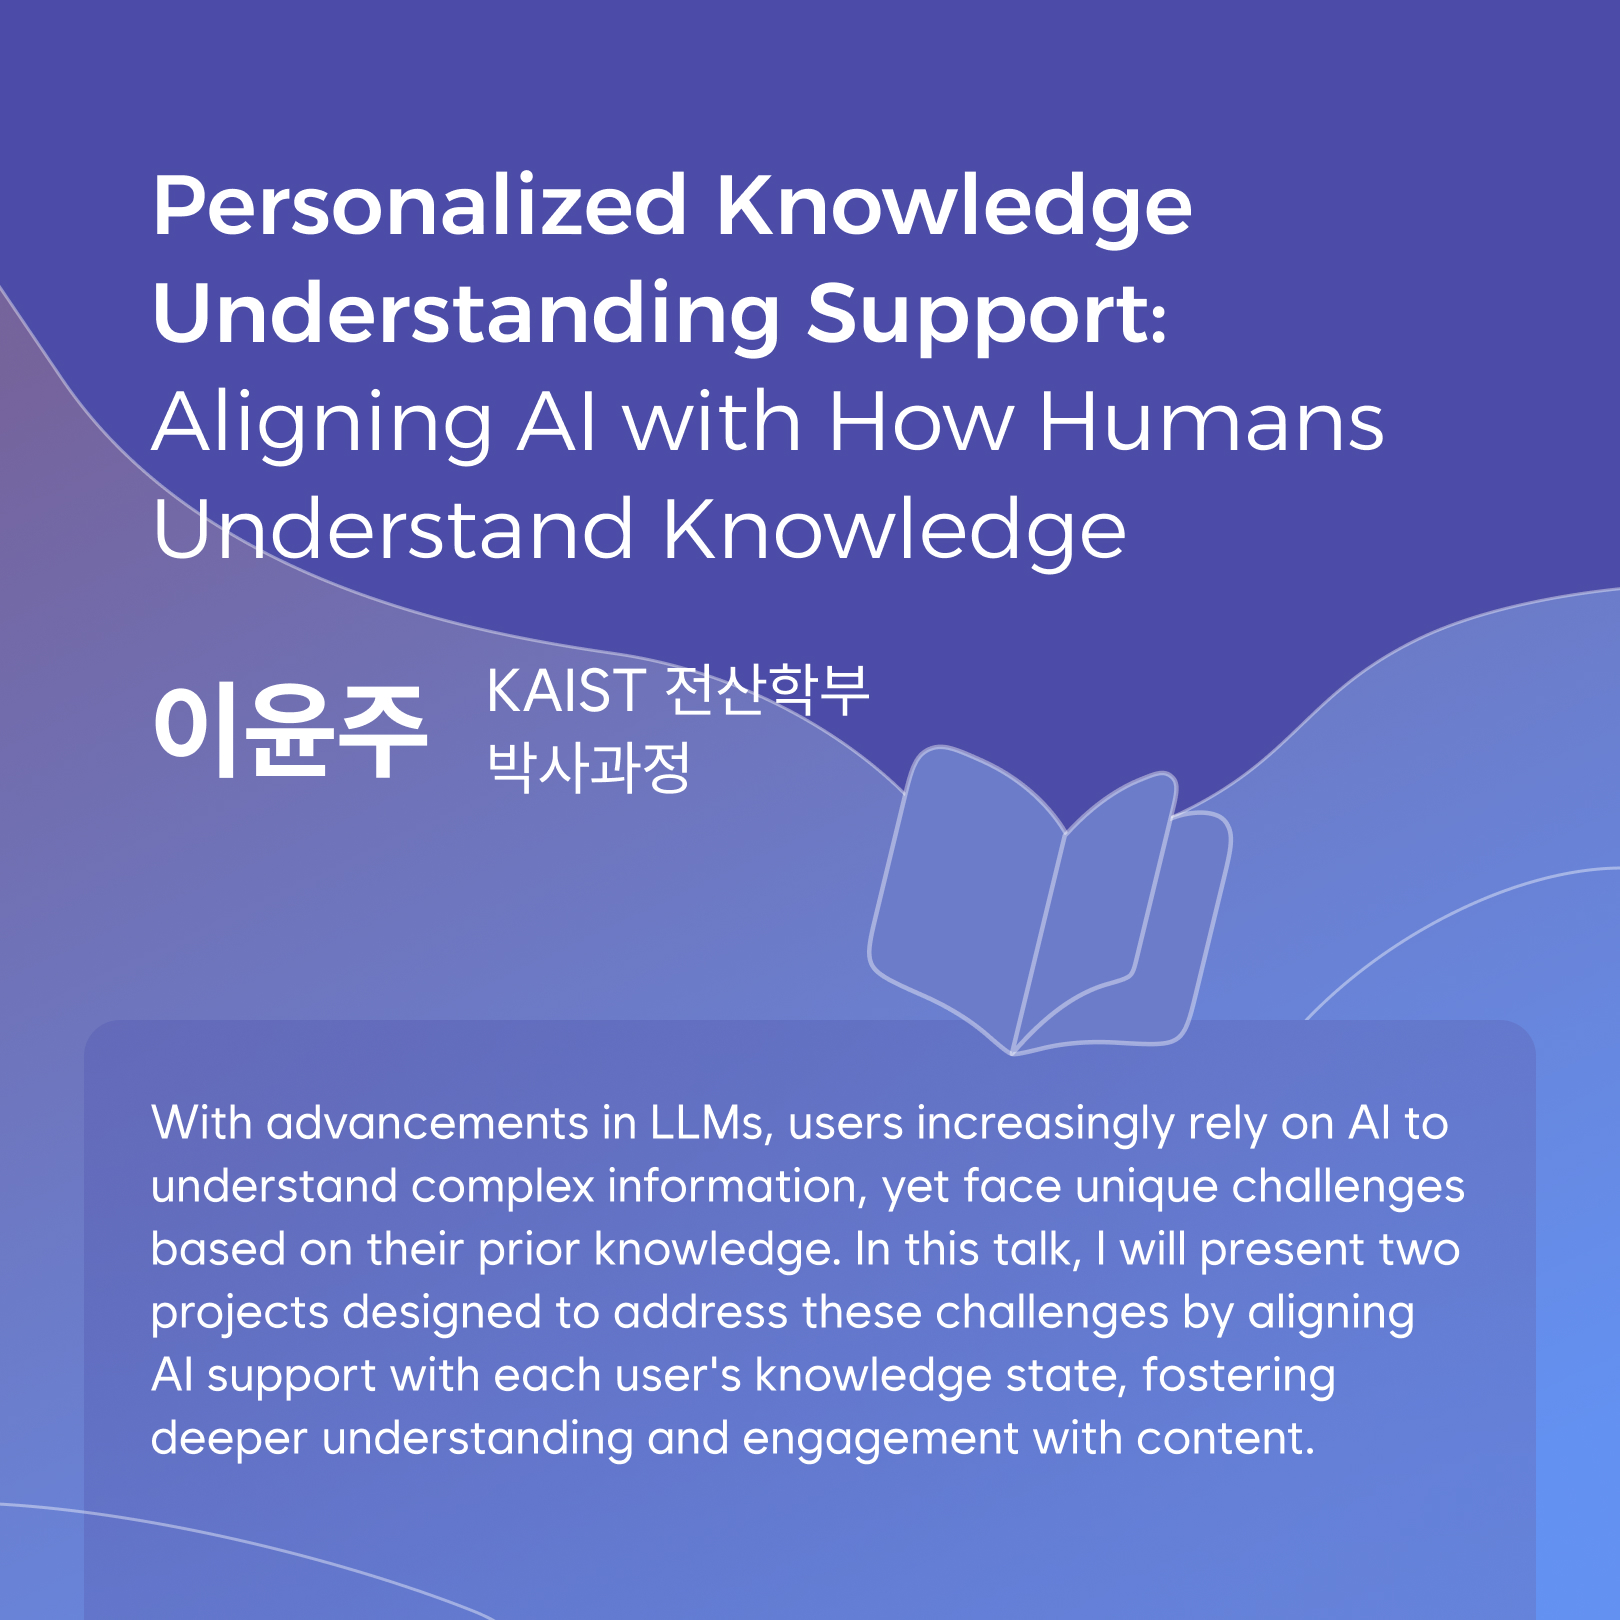 Personalized Knowledge
Understanding Support:
Aligning AI with How Humans
Understand Knowledge
이윤주
KAIST 전산학부
박사과정
With advancements in LLMs, users increasingly rely on AI to
understand complex information, yet face unique challenges
based on their prior knowledge. In this talk, I will present two
projects designed to address these challenges by aligning
AI support with each user's knowledge state, fostering
deeper understanding and engagement with content.